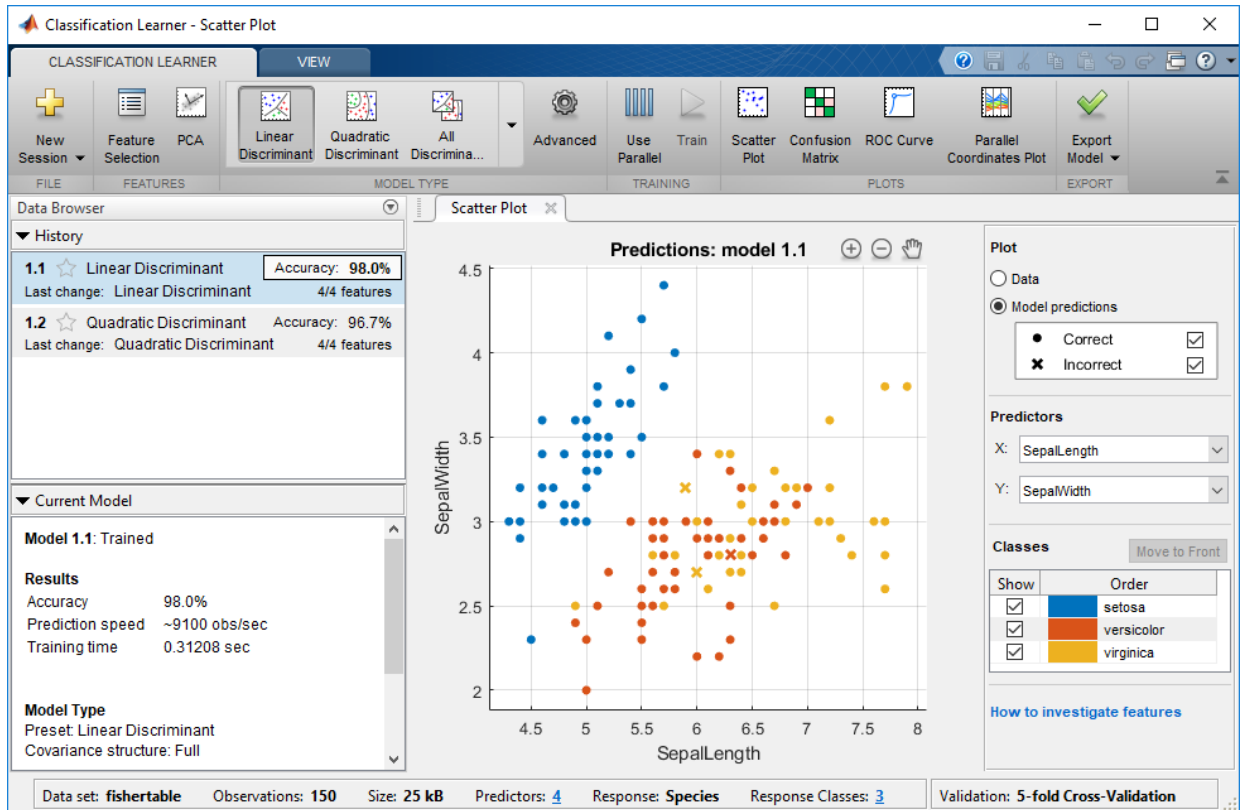 Classification Learner - Scatter Plot
CLASSIFICATION LEARNER VIEW
New Session
Feature Selection
PCA
Linear Discriminant
Quadratic Discriminant
All Discrimina...
Advanced
Use Parallel
Train
Scatter Plot
Confusion Matrix
ROC Curve
Parallel Coordinates Plot
Export Model
FILE FEATURES MODEL TYPE TRAINING PLOTS EXPORT
Data Browser
History
1.1 Linear Discriminant Accuracy: 98.0%
Last change: Linear Discriminant 4/4 features
1.2 Quadratic Discriminant Accuracy: 96.7%
Last change: Quadratic Discriminant 4/4 features
Current Model
Model 1.1: Trained
Results
Accuracy 98.0%
Prediction speed ~9100 obs/sec
Training time 0.31208 sec
Model Type
Preset: Linear Discriminant
Covariance structure: Full
Scatter Plot
Predictions: model 1.1
4.5
4
3.5
3
2.5
2
SepalWidth
4.5 5 5.5 6 6.5 7 7.5 8
SepalLength
Plot
Data
Model predictions
Correct
Incorrect
Predictors
X: SepalLength
Y: SepalWidth
Classes Move to Front
Show Order
setosa
versicolor
virginica
How to investigate features
Data set: fishertable Observations: 150 Size: 25 kB Predictors: 4 Response: Species Response Classes: 3 Validation: 5-fold Cross-Validation